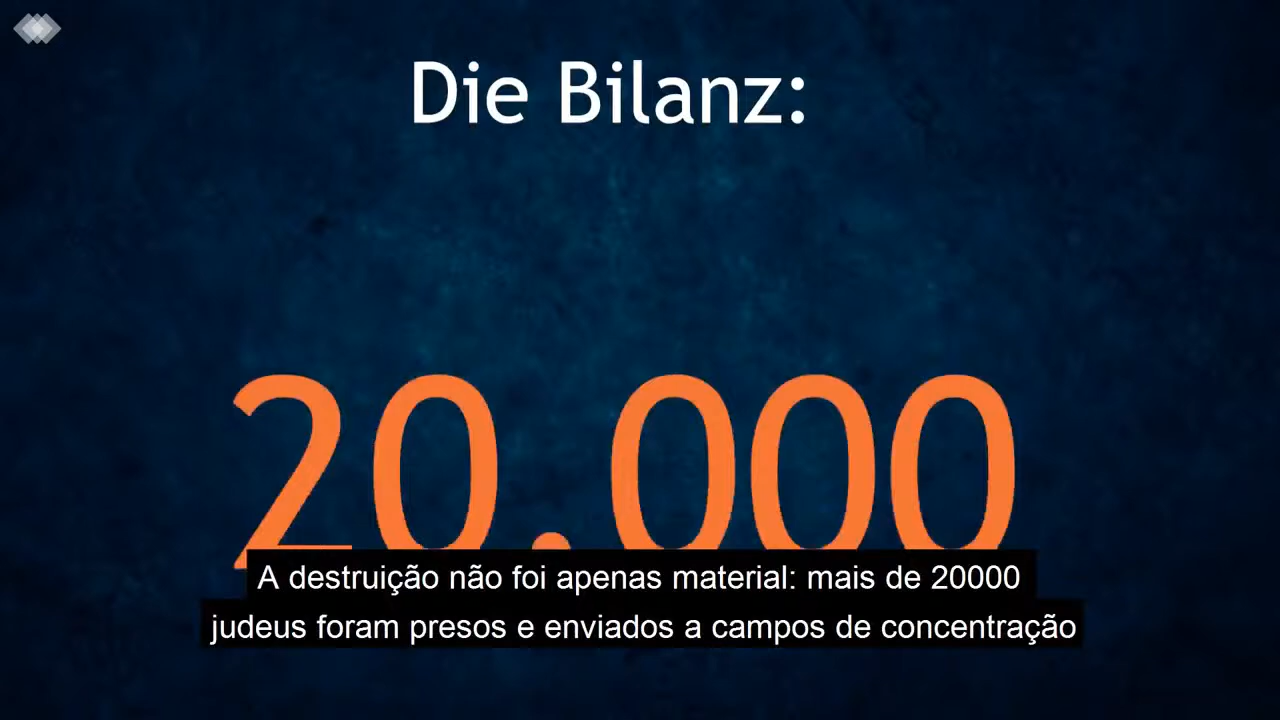 Die Bilanz:
20.000
A destruição não foi apenas material: mais de 20000
judeus foram presos e enviados a campos de concentração